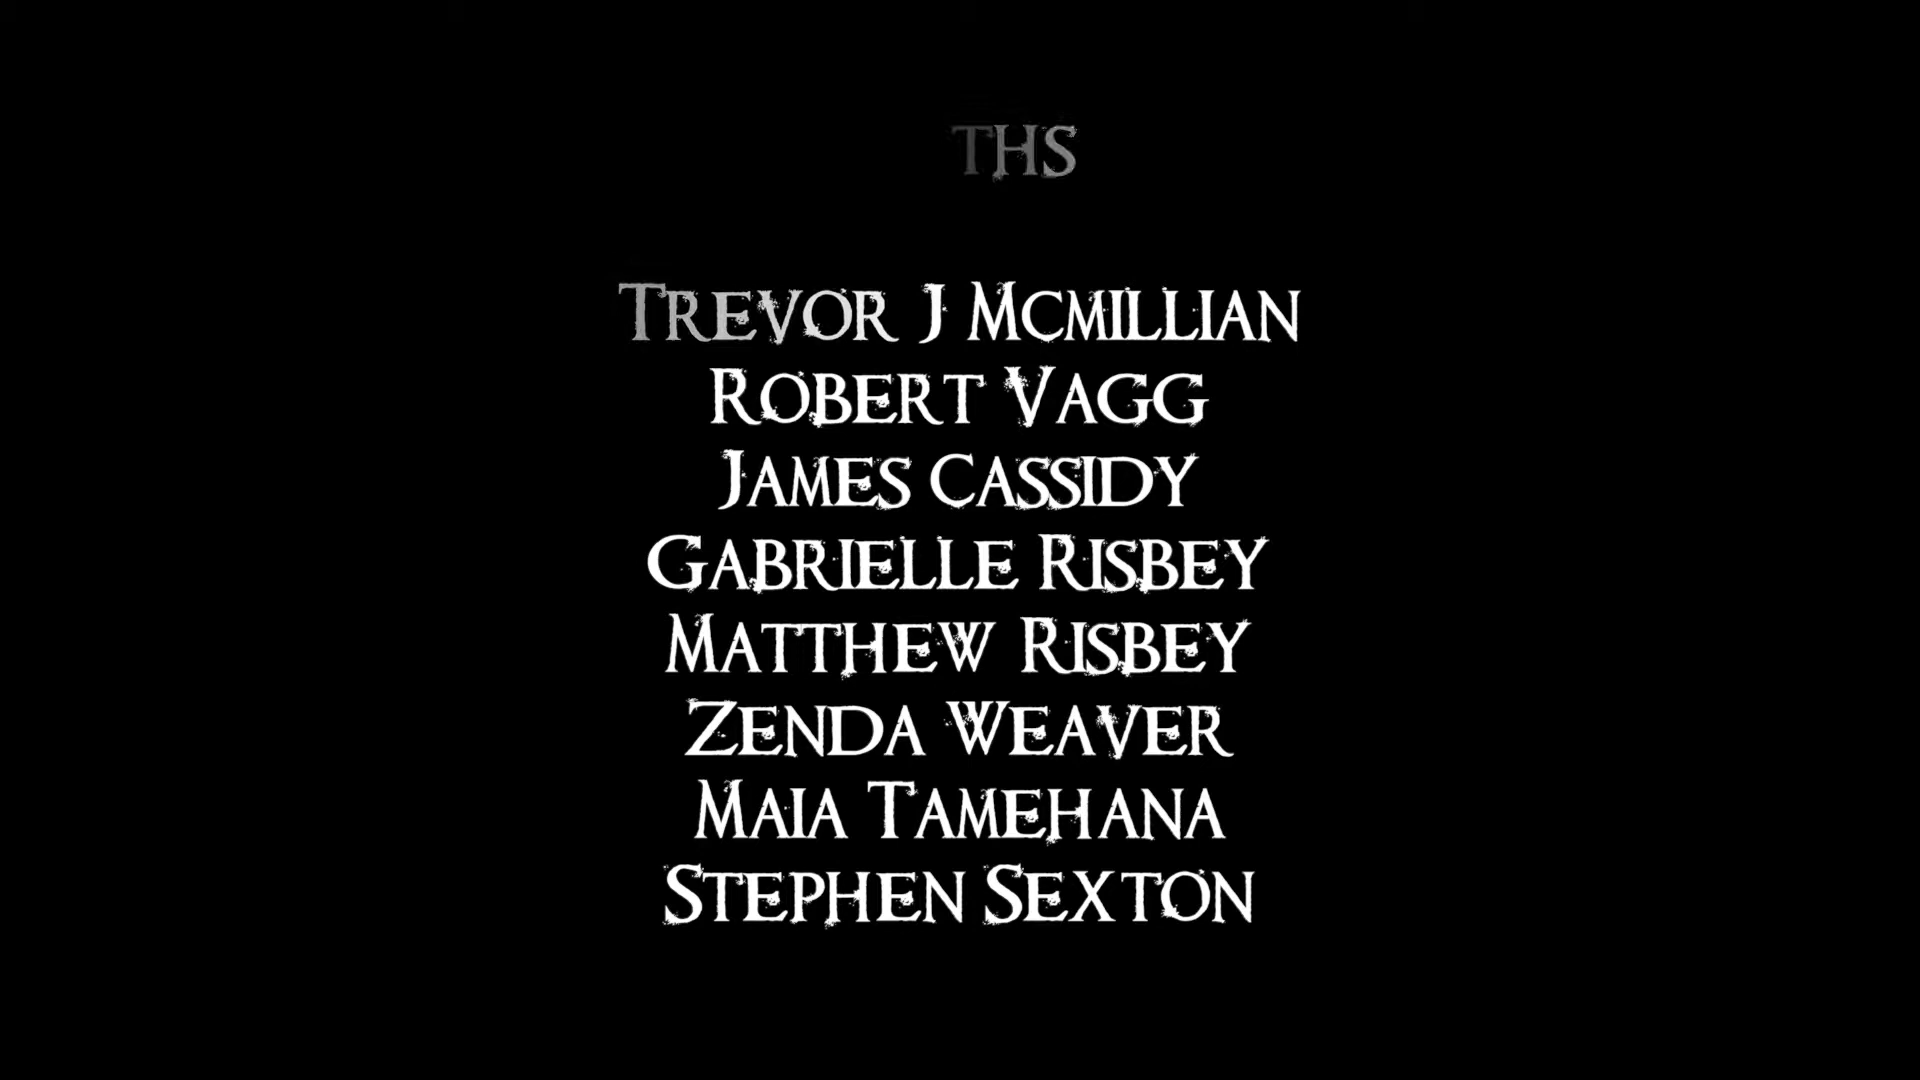 THS
Trevor J Mcmillian
Robert Vagg
James Cassidy
Gabrielle Risbey
Matthew Risbey
Zenda Weaver
Maia Tamehana
Stephen Sexton